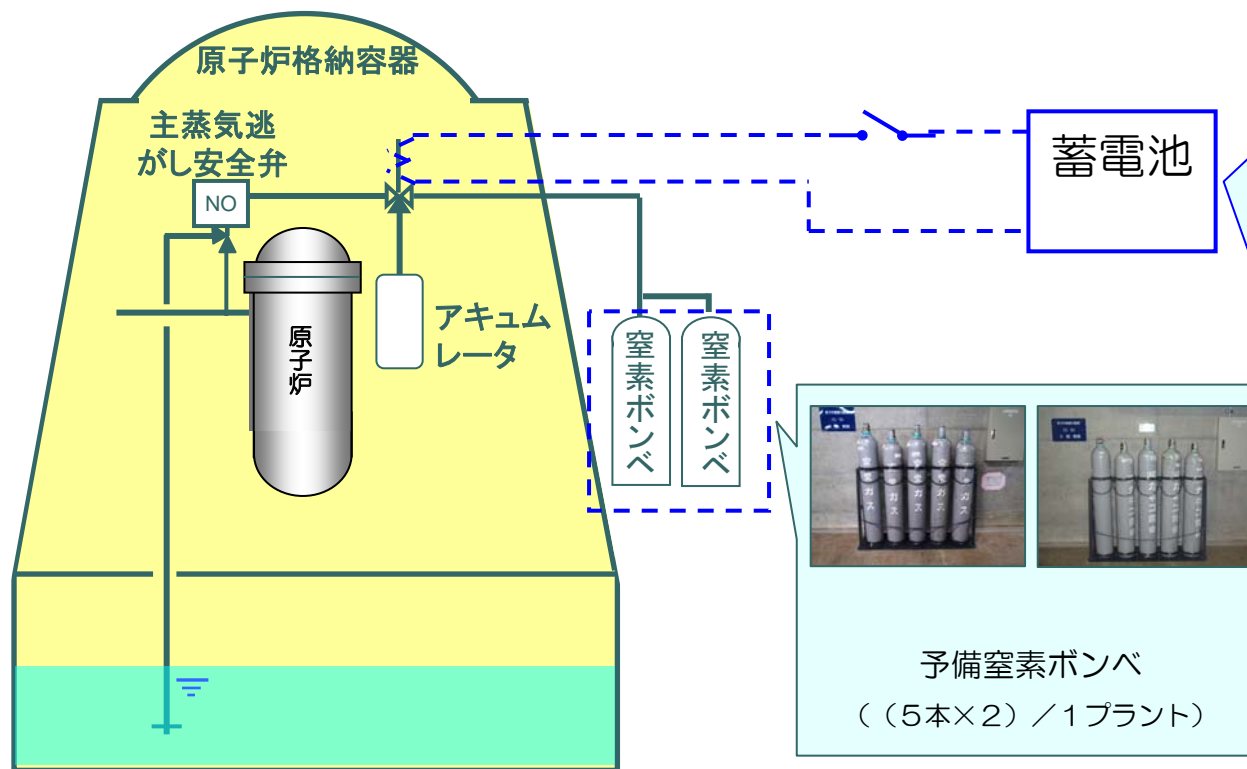 原子炉格納容器
主蒸気逃
がし安全弁
NO
蓄電池
アキュム
レータ
原子炉
窒素ボンベ
窒素ボンベ
予備窒素ボンベ
（（５本×２）／１プラント）